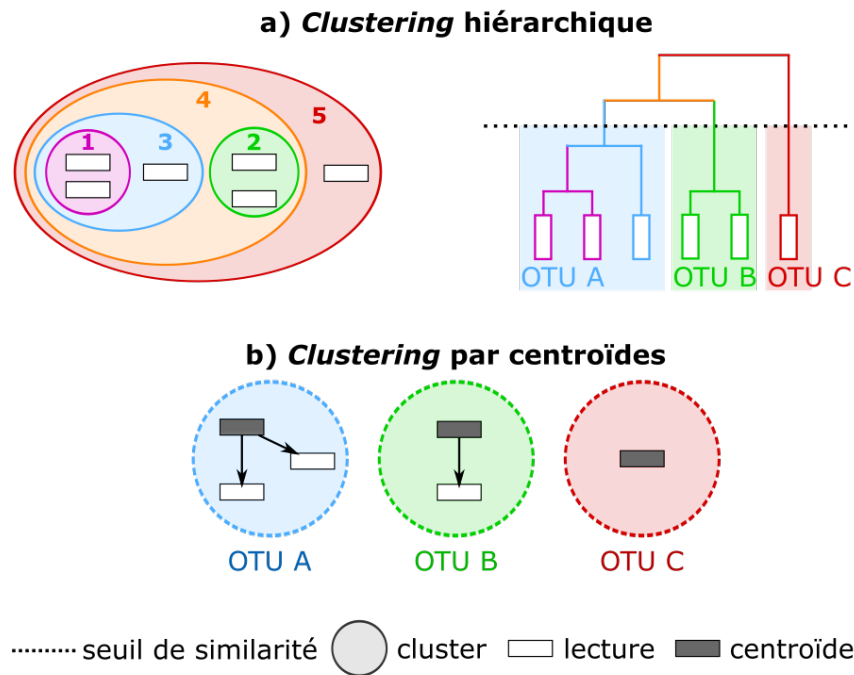 a) Clustering hiérarchique
4
5
1
3
2
OTU A
OTU B
OTU C
b) Clustering par centroïdes
OTU A
OTU B
OTU C
seuil de similarité
cluster
lecture
centroïde